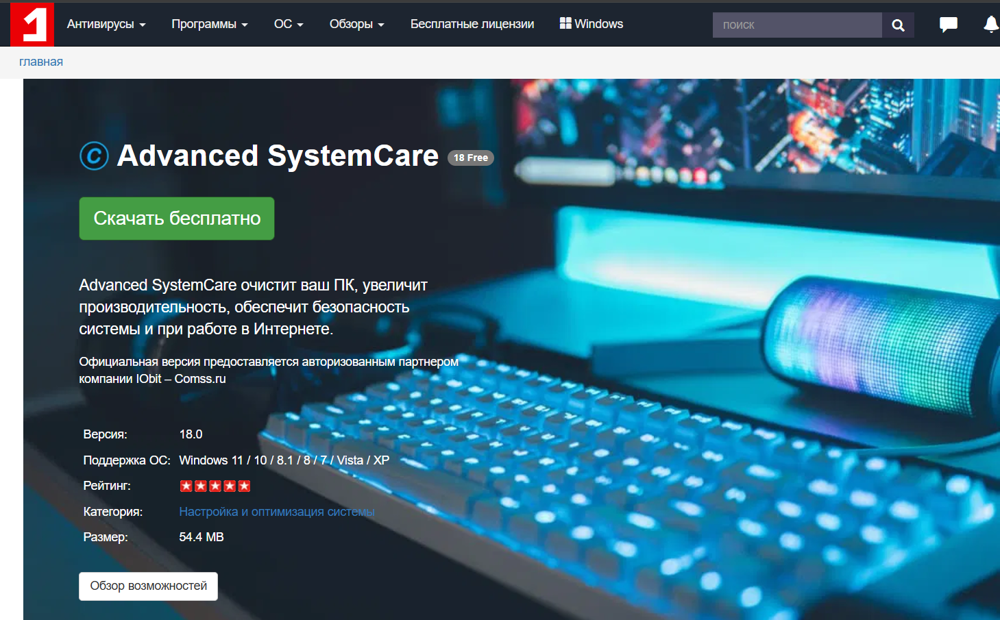 1
Антивирусы
Программы
ОС
Обзоры
Бесплатные лицензии
Windows
поиск
главная
C Advanced SystemCare 18 Free
Скачать бесплатно
Advanced SystemCare очистит ваш ПК, увеличит
производительность, обеспечит безопасность
системы и при работе в Интернете.
Официальная версия предоставляется авторизованным партнером
компании IObit – Comss.ru
Версия: 18.0
Поддержка ОС: Windows 11 / 10 / 8.1 / 8 / 7 / Vista / XP
Рейтинг:
Категория: Настройка и оптимизация системы
Размер: 54.4 MB
Обзор возможностей